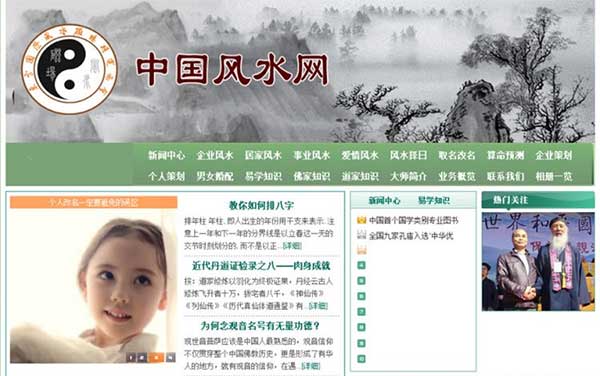 中国风水网
新闻中心 企业风水 居家风水 事业风水 爱情风水 风水择日 取名改名 算命预测 企业策划
个人策划 男女婚配 易学知识 佛家知识 道家知识 大师简介 业务概览 联系我们 相册一览
个人改名一定要避免的误区
教你如何排八字
排年柱 年柱, 即人出生的年份用干支来表示. 注
意上一年和下一年的分界线是以立春这一天的
交节时刻划分的, 而不是以正...[详细]
近代丹道证验录之八——肉身成就
按：道家修炼以羽化为终极证果，丹经云古人
修炼飞升者十万，拔宅者八千，《神仙传》
《列仙传》《历代真仙体道通鉴》有...[详细]
为何念观音名号有无量功德？
观世音菩萨应该是中国人最熟悉的，观音信仰
不仅贯穿整个中国佛教历史，更是形成了有华
人的地方，就有观音的信仰，在遇...[详细]
新闻中心 易学知识
中国首个国学类别专业图书
全国九家孔庙入选“中华优
4
5
6
7
8
9
10
热门关注
世界和